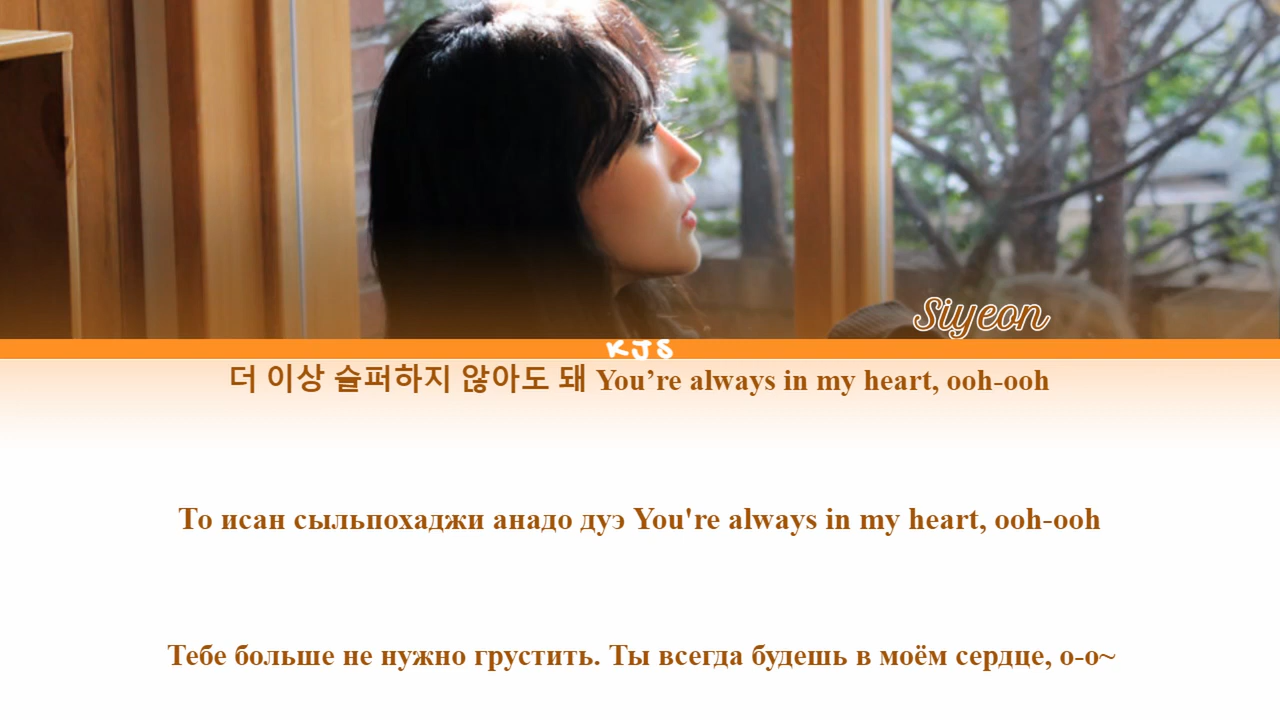 Siyeon
KJS
더 이상 슬퍼하지 않아도 돼 You’re always in my heart, ooh-ooh
То исан сыльпохаджи анадо дуэ You're always in my heart, ooh-ooh
Тебе больше не нужно грустить. Ты всегда будешь в моём сердце, о-о~